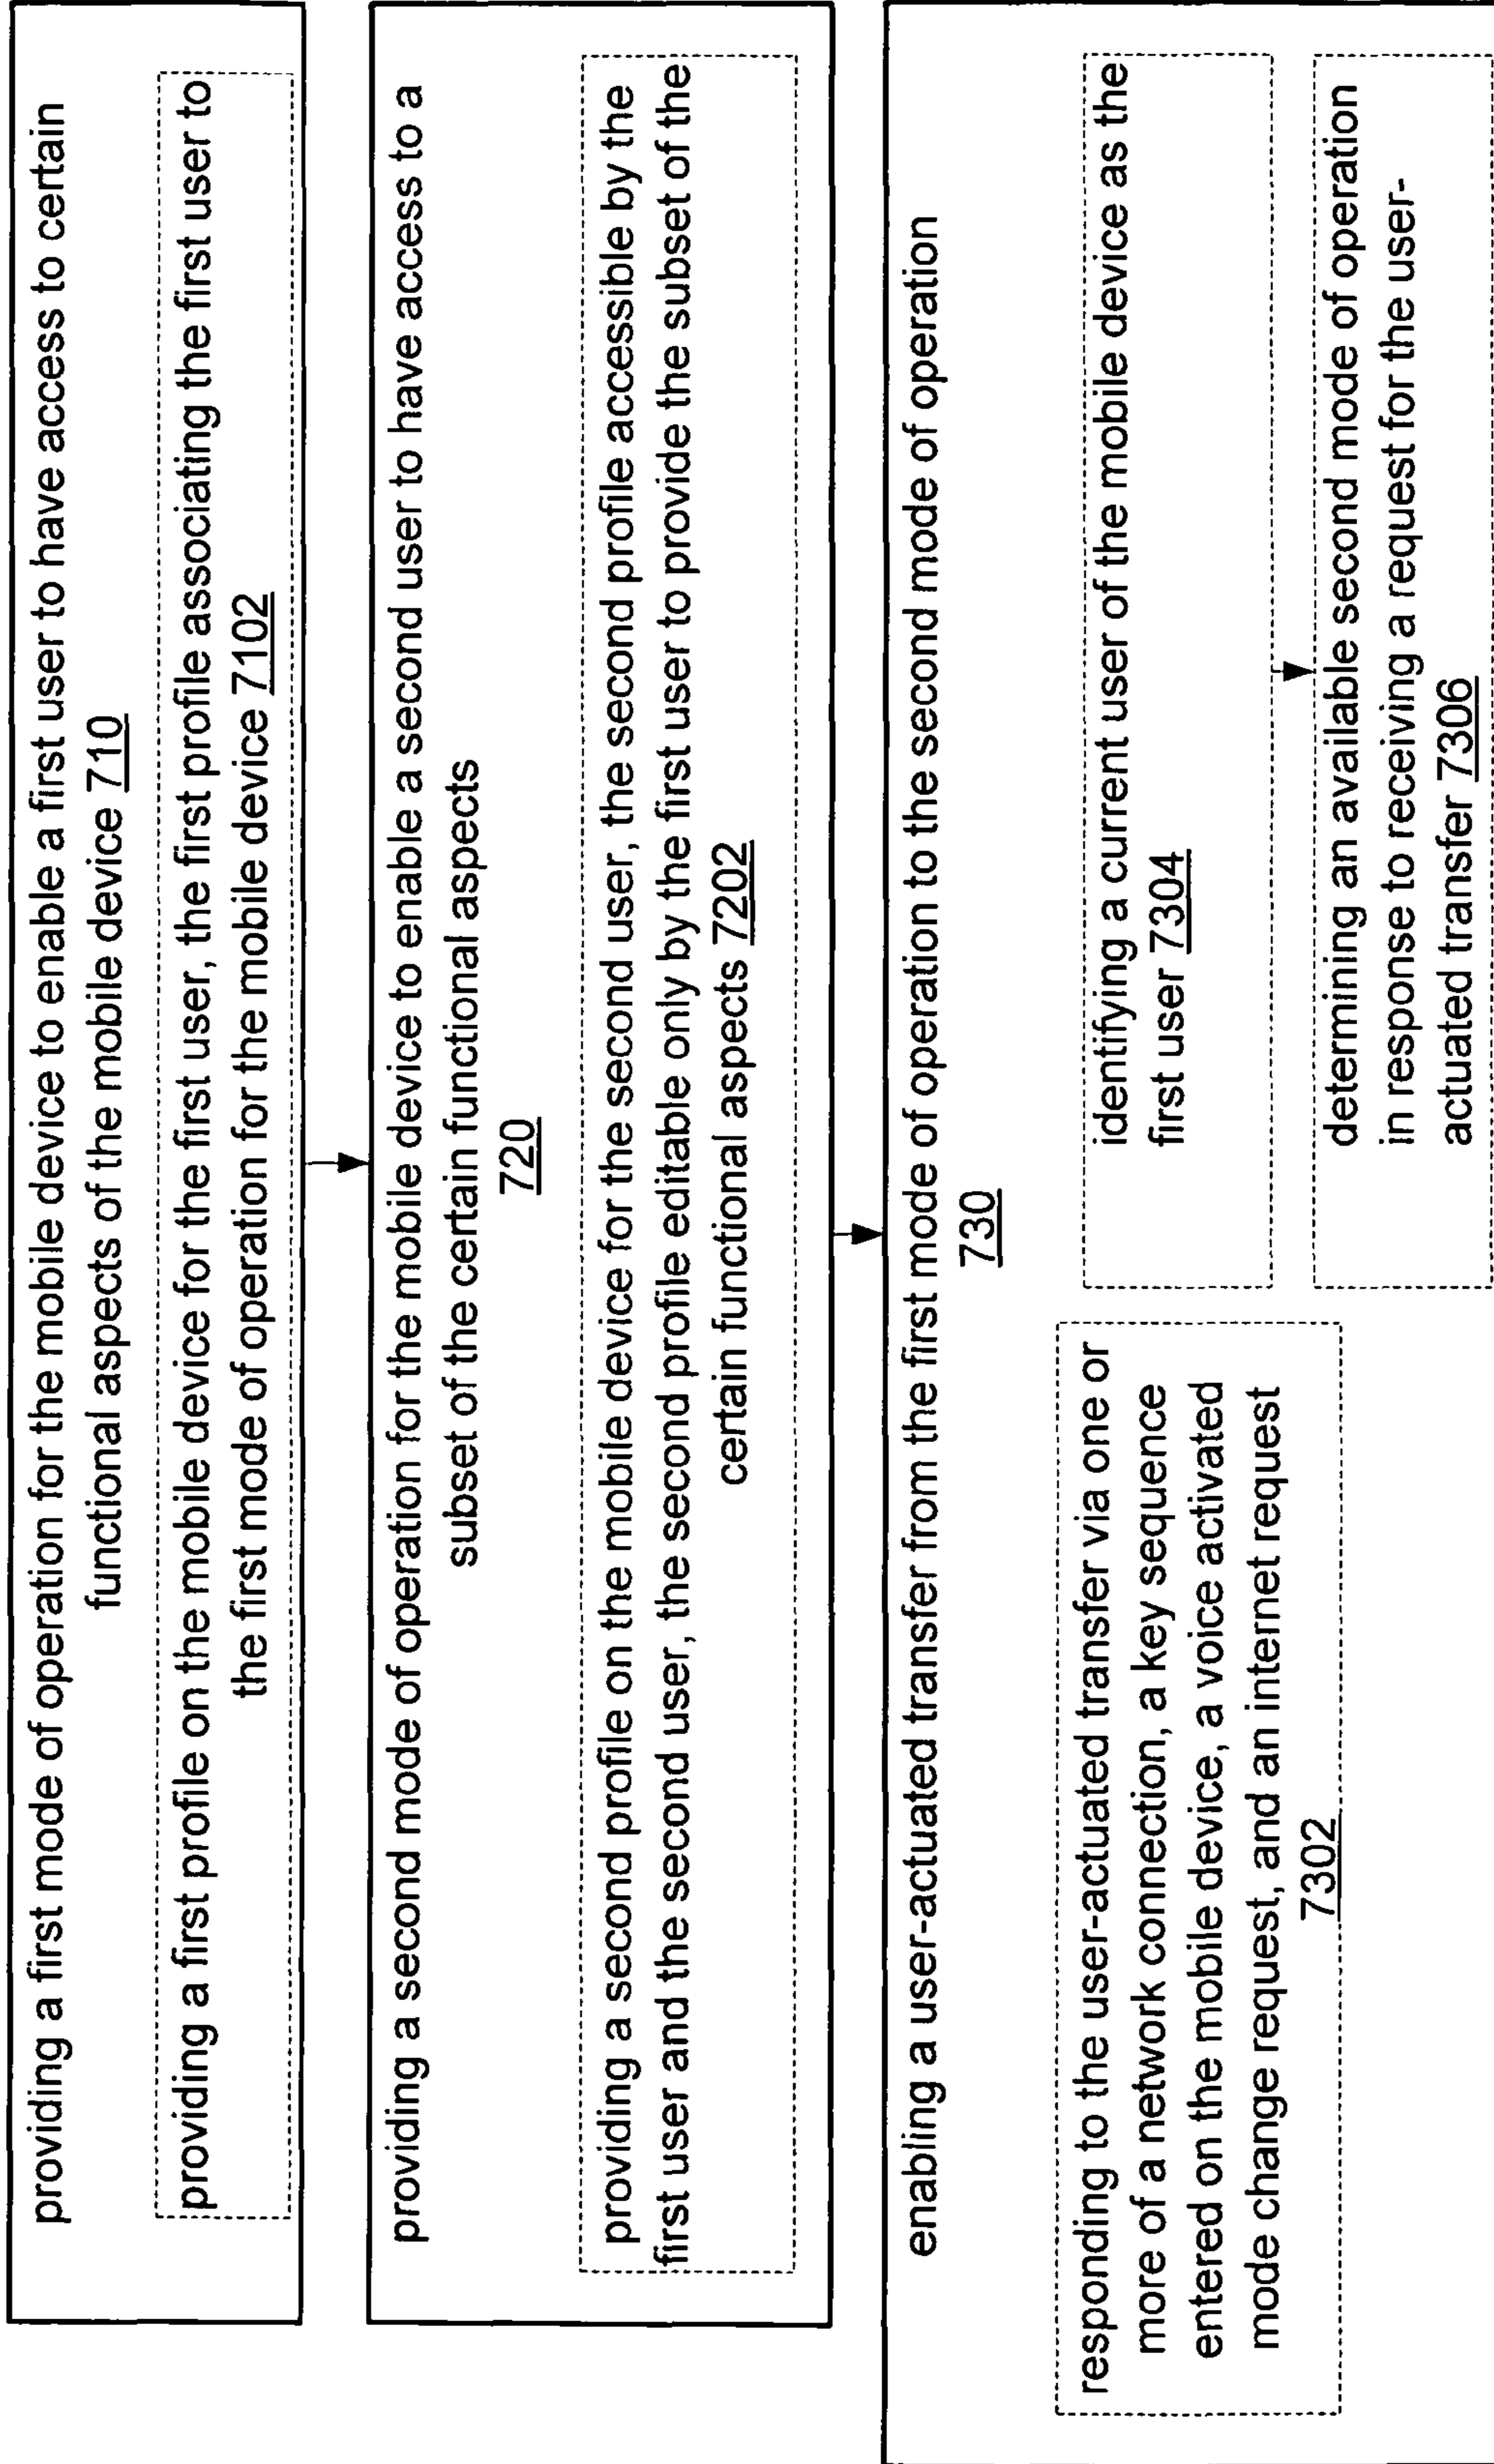 providing a first mode of operation for the mobile device to enable a first user to have access to certain
functional aspects of the mobile device 710
providing a first profile on the mobile device for the first user, the first profile associating the first user to
the first mode of operation for the mobile device 7102
providing a second mode of operation for the mobile device to enable a second user to have access to a
subset of the certain functional aspects
720
providing a second profile on the mobile device for the second user, the second profile accessible by the
first user and the second user, the second profile editable only by the first user to provide the subset of the
certain functional aspects 7202
enabling a user-actuated transfer from the first mode of operation to the second mode of operation
730
responding to the user-actuated transfer via one or
more of a network connection, a key sequence
entered on the mobile device, a voice activated
mode change request, and an internet request
7302
identifying a current user of the mobile device as the
first user 7304
determining an available second mode of operation
in response to receiving a request for the user-
actuated transfer 7306